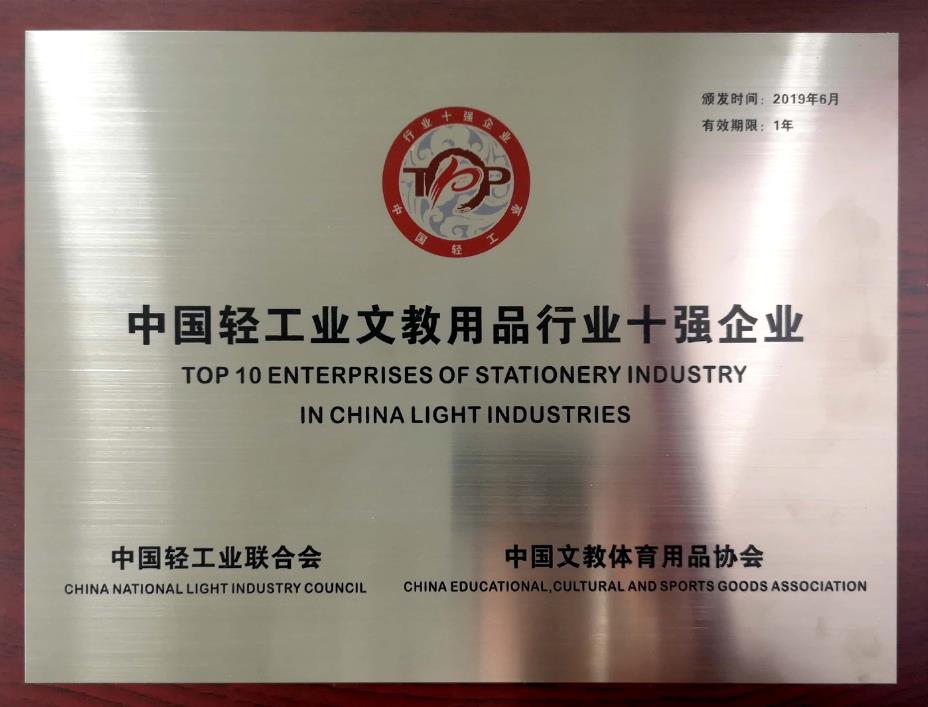 颁发时间：2019年6月
有效期限：1年
行业十强企业
TOP
中国轻工业
中国轻工业文教用品行业十强企业
TOP 10 ENTERPRISES OF STATIONERY INDUSTRY
IN CHINA LIGHT INDUSTRIES
中国轻工业联合会
CHINA NATIONAL LIGHT INDUSTRY COUNCIL
中国文教体育用品协会
CHINA EDUCATIONAL,CULTURAL AND SPORTS GOODS ASSOCIATION